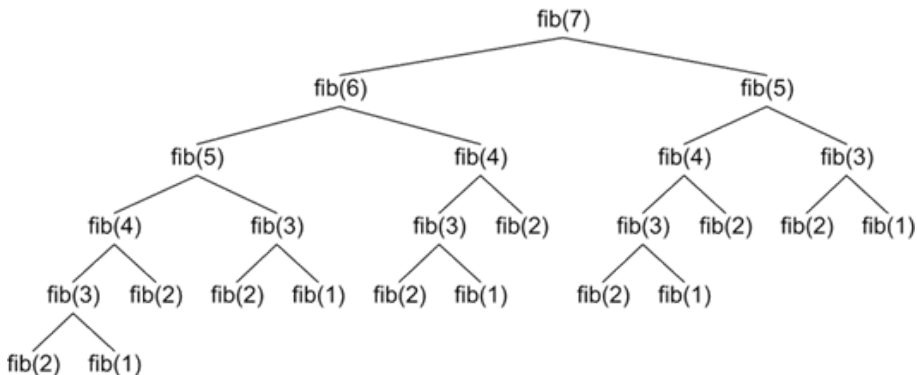 fib(7)
fib(6) fib(5)
fib(5) fib(4) fib(4) fib(3)
fib(4) fib(3) fib(3) fib(2) fib(3) fib(2) fib(2) fib(1)
fib(3) fib(2) fib(2) fib(1) fib(2) fib(1) fib(2) fib(1)
fib(2) fib(1)